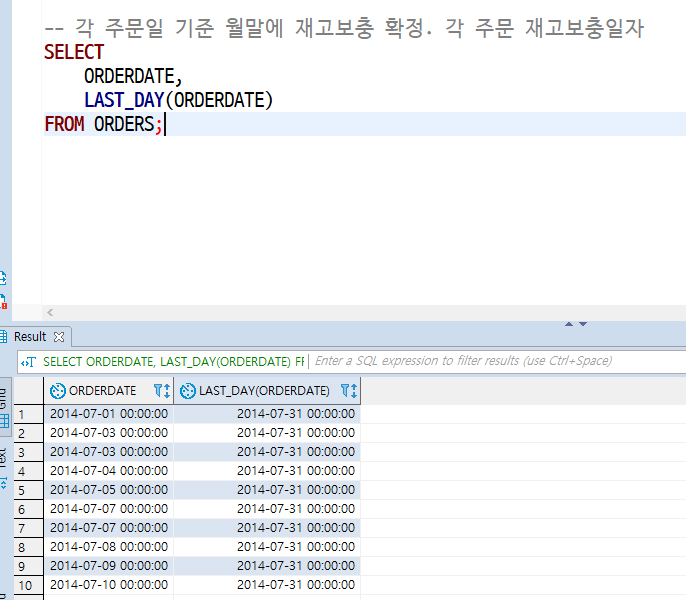 -- 각 주문일 기준 월말에 재고보충 확정. 각 주문 재고보충일자
SELECT
ORDERDATE,
LAST_DAY(ORDERDATE)
FROM ORDERS;
Result
SELECT ORDERDATE, LAST_DAY(ORDERDATE) Enter a SQL expression to filter results (use Ctrl+Space)
ORDERDATE LAST_DAY(ORDERDATE)
1 2014-07-01 00:00:00 2014-07-31 00:00:00
2 2014-07-03 00:00:00 2014-07-31 00:00:00
3 2014-07-03 00:00:00 2014-07-31 00:00:00
4 2014-07-04 00:00:00 2014-07-31 00:00:00
5 2014-07-05 00:00:00 2014-07-31 00:00:00
6 2014-07-07 00:00:00 2014-07-31 00:00:00
7 2014-07-07 00:00:00 2014-07-31 00:00:00
8 2014-07-08 00:00:00 2014-07-31 00:00:00
9 2014-07-09 00:00:00 2014-07-31 00:00:00
10 2014-07-10 00:00:00 2014-07-31 00:00:00